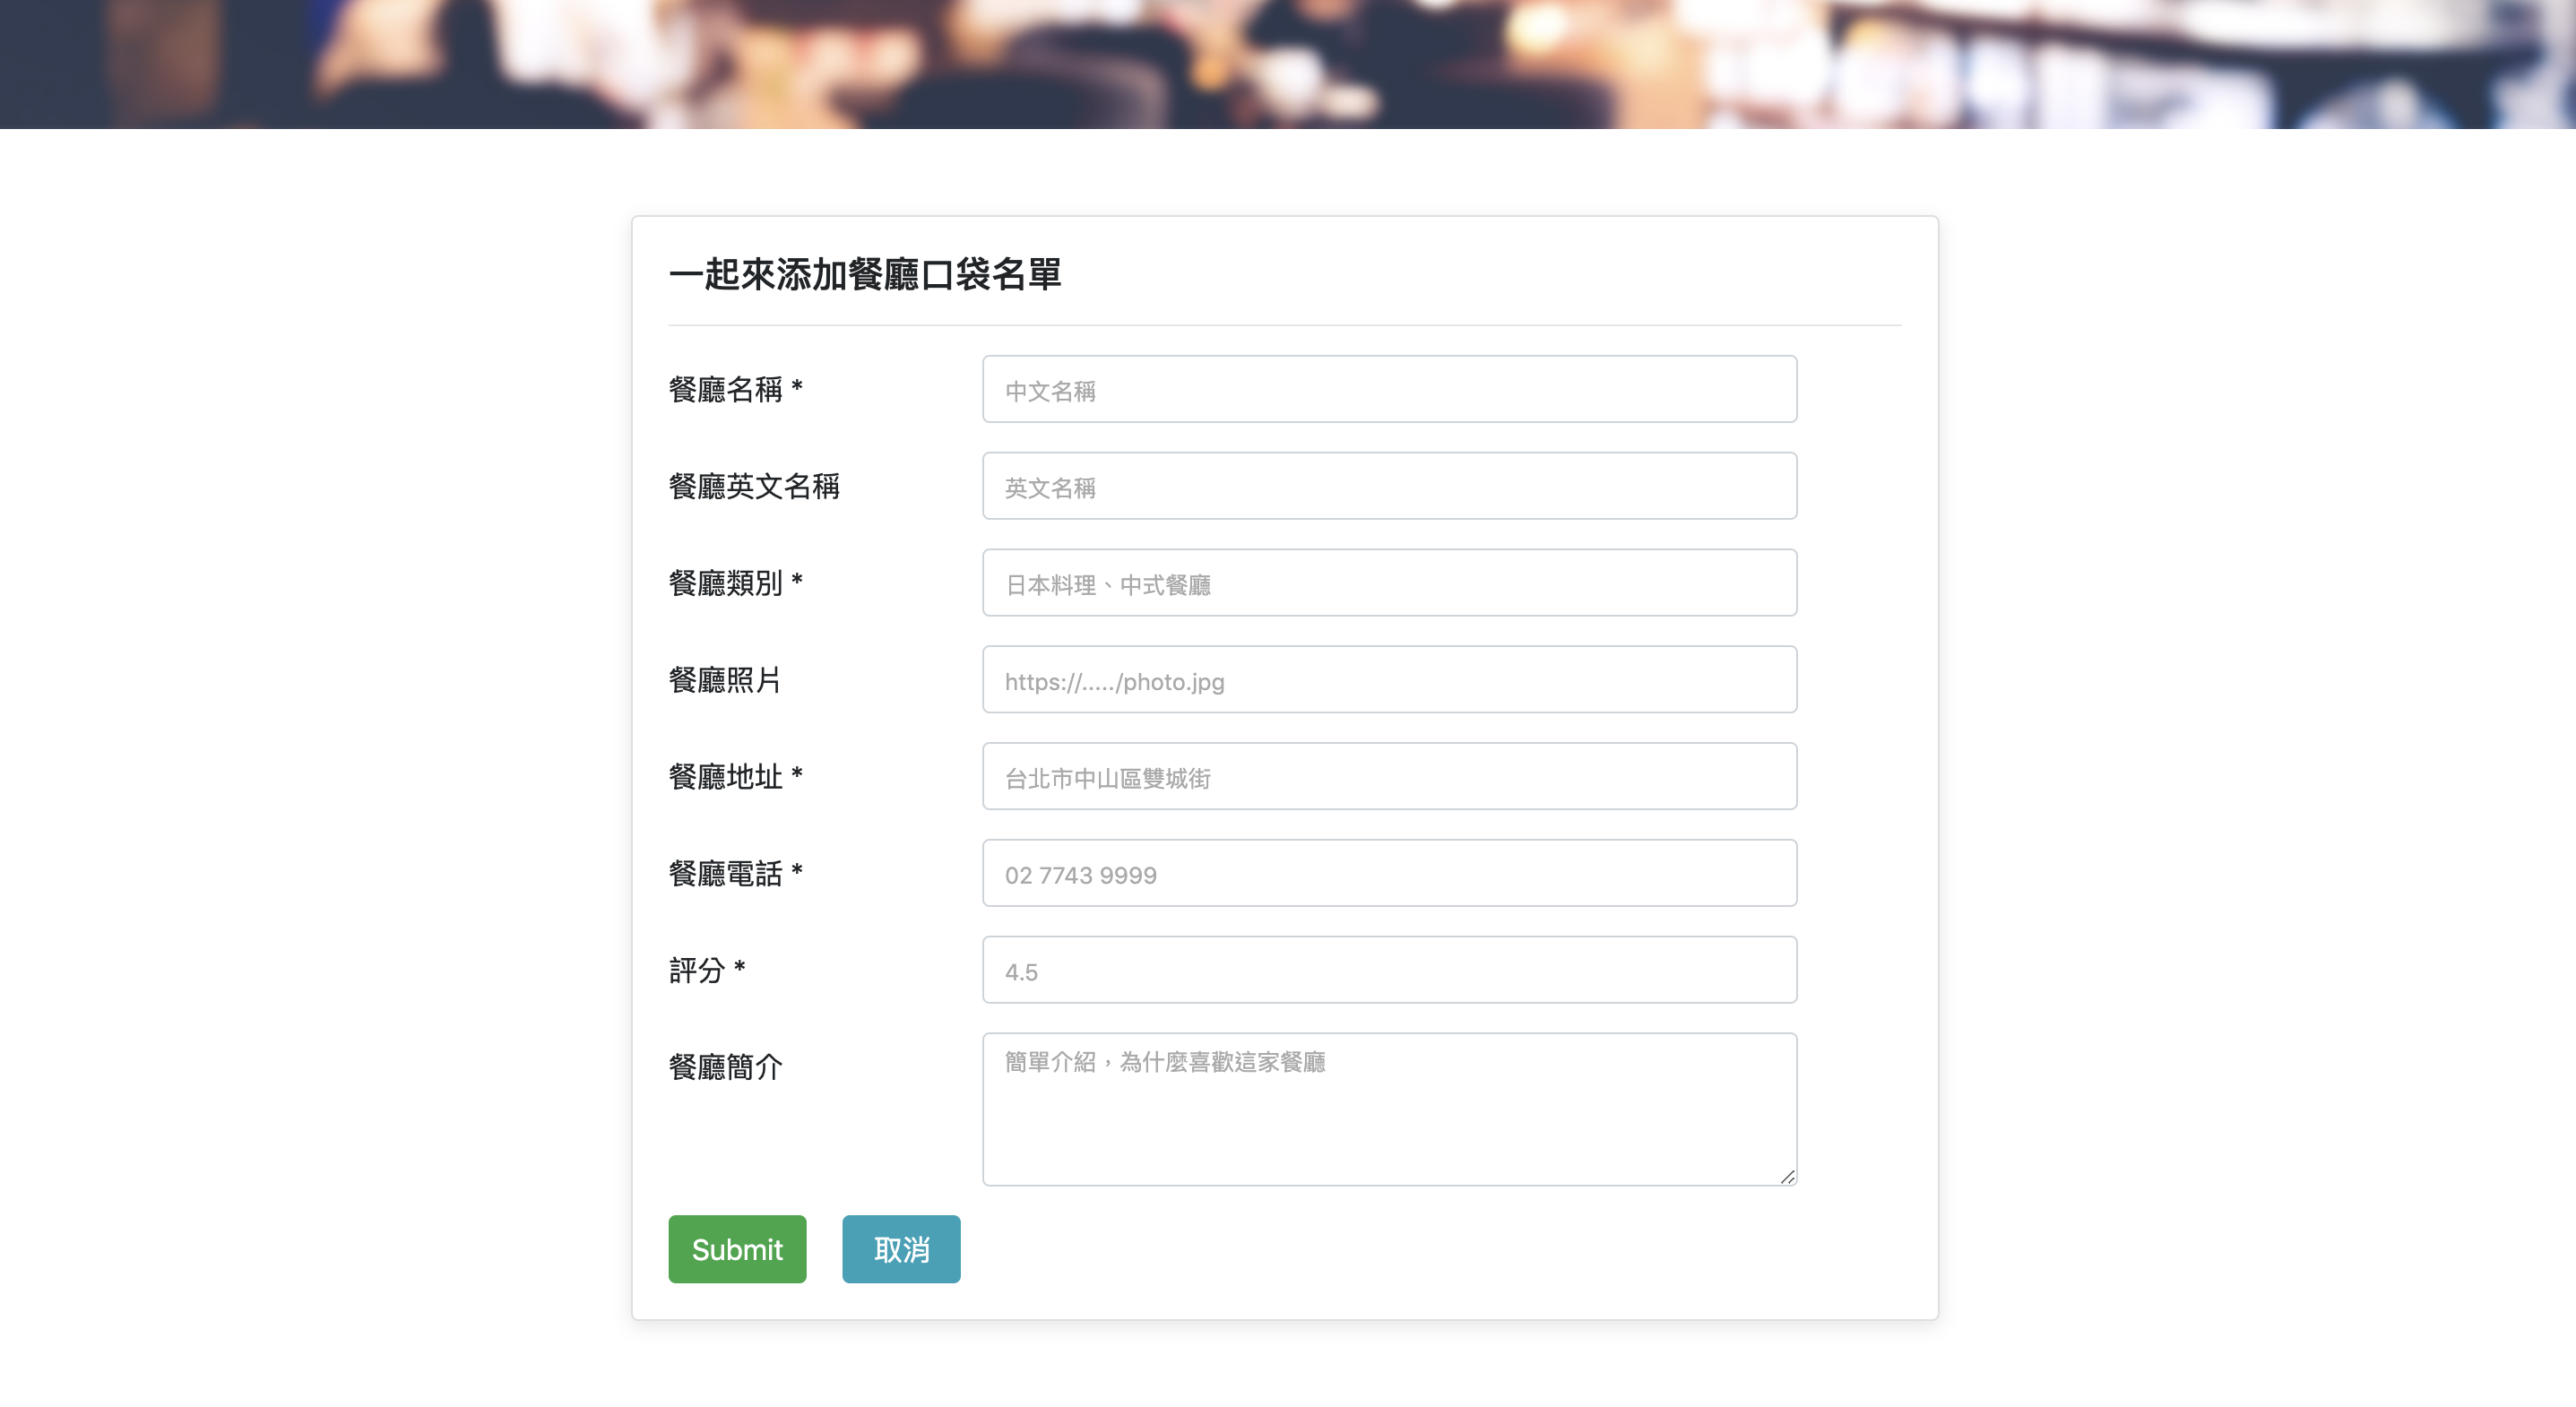 一起來添加餐廳口袋名單
餐廳名稱 *
中文名稱
餐廳英文名稱
英文名稱
餐廳類別 *
日本料理、中式餐廳
餐廳照片
https://...../photo.jpg
餐廳地址 *
台北市中山區雙城街
餐廳電話 *
02 7743 9999
評分 *
4.5
餐廳簡介
簡單介紹，為什麼喜歡這家餐廳
Submit
取消